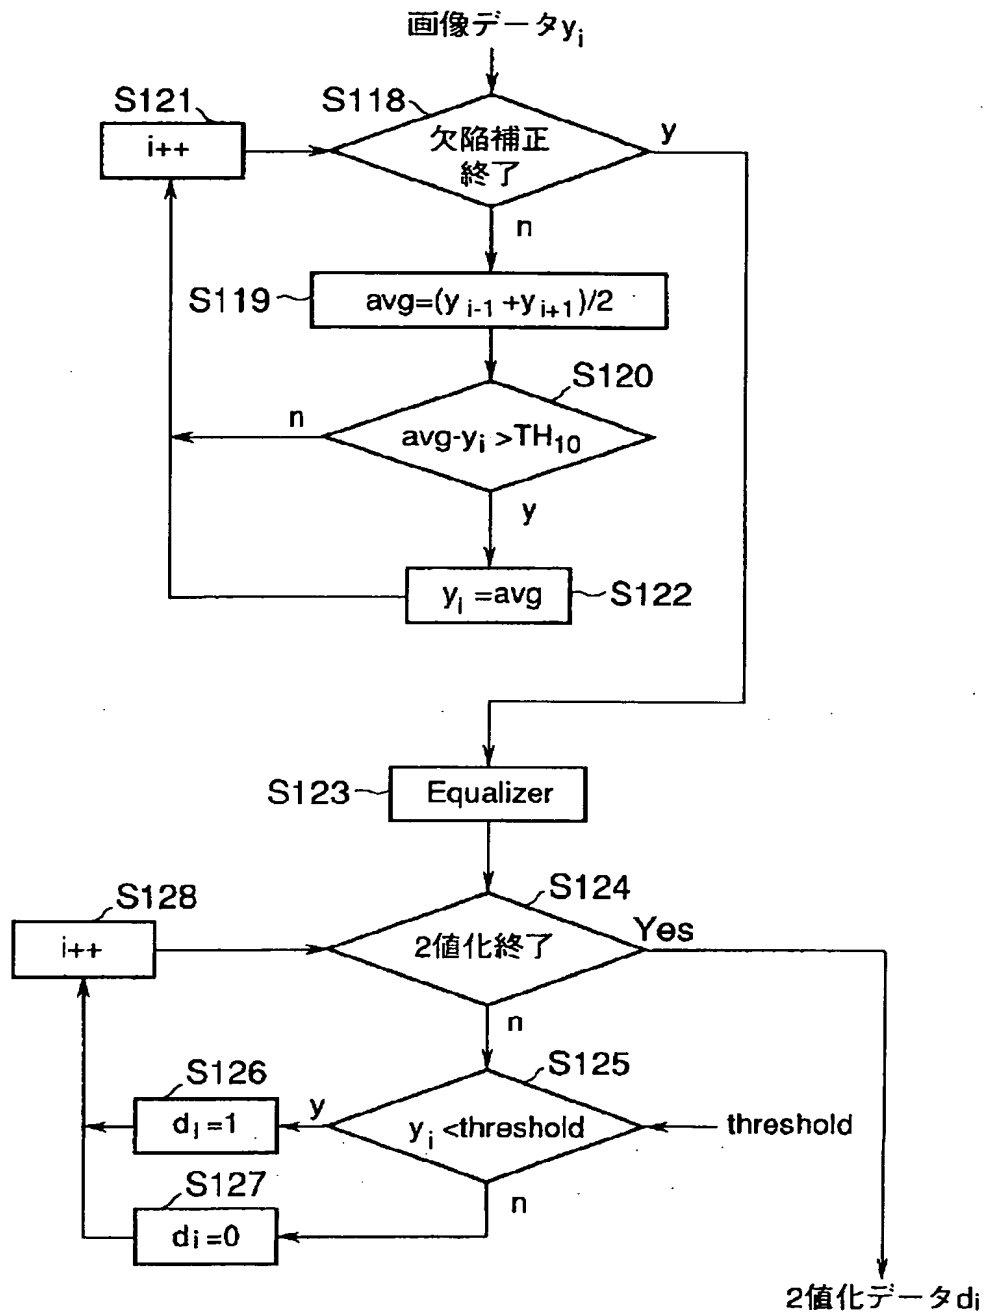 画像データyi
S121
S118
i++
欠陥補正
終了
y
n
S119
avg=(y i-1 +y i+1)/2
S120
n
avg-yi >TH10
y
yi =avg
S122
S123
Equalizer
S124
S128
i++
2値化終了
Yes
n
S125
S126
y
di =1
yi <threshold
threshold
S127
n
di =0
2値化データdi